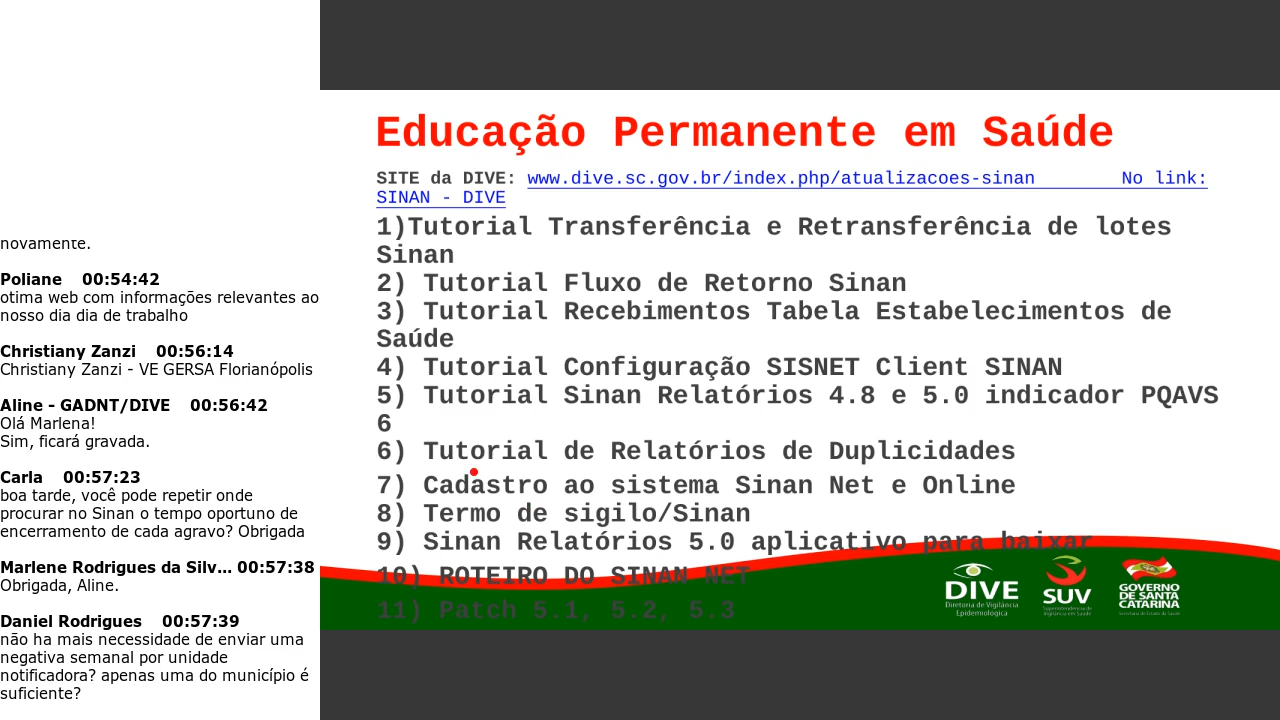 novamente.
Poliane 00:54:42
otima web com informações relevantes ao
nosso dia dia de trabalho
Christiany Zanzi 00:56:14
Christiany Zanzi - VE GERSA Florianópolis
Aline - GADNT/DIVE 00:56:42
Olá Marlena!
Sim, ficará gravada.
Carla 00:57:23
boa tarde, você pode repetir onde
procurar no Sinan o tempo oportuno de
encerramento de cada agravo? Obrigada
Marlene Rodrigues da Silv... 00:57:38
Obrigada, Aline.
Daniel Rodrigues 00:57:39
não ha mais necessidade de enviar uma
negativa semanal por unidade
notificadora? apenas uma do município é
suficiente?
Educação Permanente em Saúde
SITE da DIVE: www.dive.sc.gov.br/index.php/atualizacoes-sinan No link:
SINAN - DIVE
1)Tutorial Transferência e Retransferência de lotes
Sinan
2) Tutorial Fluxo de Retorno Sinan
3) Tutorial Recebimentos Tabela Estabelecimentos de
Saúde
4) Tutorial Configuração SISNET Client SINAN
5) Tutorial Sinan Relatórios 4.8 e 5.0 indicador PQAVS
6
6) Tutorial de Relatórios de Duplicidades
7) Cadastro ao sistema Sinan Net e Online
8) Termo de sigilo/Sinan
9) Sinan Relatórios 5.0 aplicativo para baixar
10) ROTEIRO DO SINAN NET
11) Patch 5.1, 5.2, 5.3
DIVE
Diretoria de Vigilância
Epidemiológica
SUV
Superintendência de
Vigilância em Saúde
GOVERNO
DE SANTA
CATARINA
Secretaria de Estado da Saúde